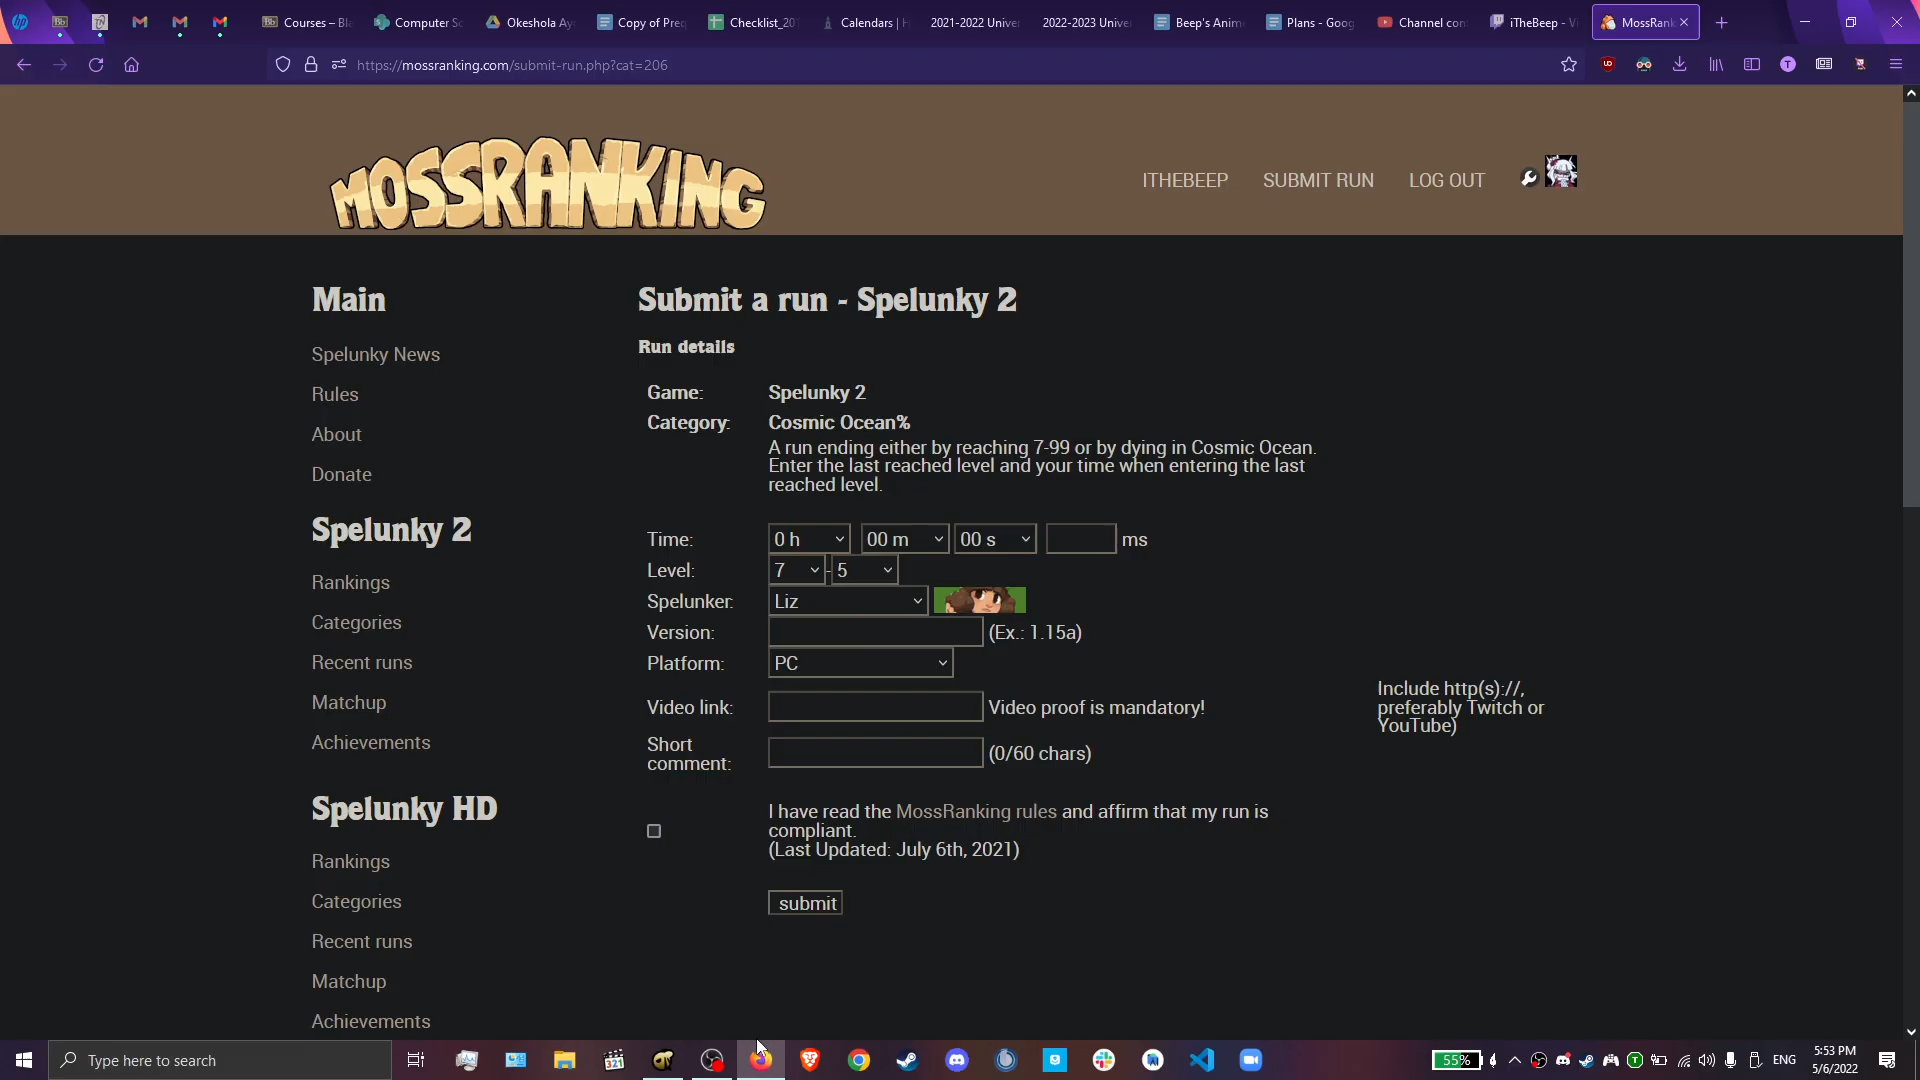 Courses – Bla
Computer Sc
Okeshola Ay
Copy of Preq
Checklist_20
Calendars | H
2021-2022 Univer
2022-2023 Unive
Beep's Anim
Plans - Goog
Channel cont
iTheBeep - Vi
MossRank
https://mossranking.com/submit-run.php?cat=206
MOSSRANKING
ITHEBEEP
SUBMIT RUN
LOG OUT
Main
Spelunky News
Rules
About
Donate
Spelunky 2
Rankings
Categories
Recent runs
Matchup
Achievements
Spelunky HD
Rankings
Categories
Recent runs
Matchup
Achievements
Submit a run - Spelunky 2
Run details
Game: Spelunky 2
Category: Cosmic Ocean%
A run ending either by reaching 7-99 or by dying in Cosmic Ocean.
Enter the last reached level and your time when entering the last
reached level.
Time: 0 h 00 m 00 s ms
Level: 7 - 5
Spelunker: Liz
Version: (Ex.: 1.15a)
Platform: PC
Video link: Video proof is mandatory!
Include http(s)://,
preferably Twitch or
YouTube)
Short
comment: (0/60 chars)
I have read the MossRanking rules and affirm that my run is
compliant.
(Last Updated: July 6th, 2021)
submit
Type here to search
321
55%
ENG
5:53 PM
5/6/2022